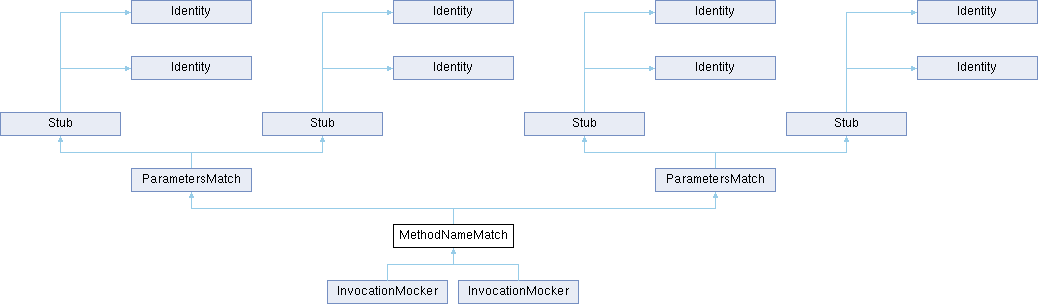 Identity Identity Identity Identity
Identity Identity Identity Identity
Stub Stub Stub Stub
ParametersMatch ParametersMatch
MethodNameMatch
InvocationMocker InvocationMocker